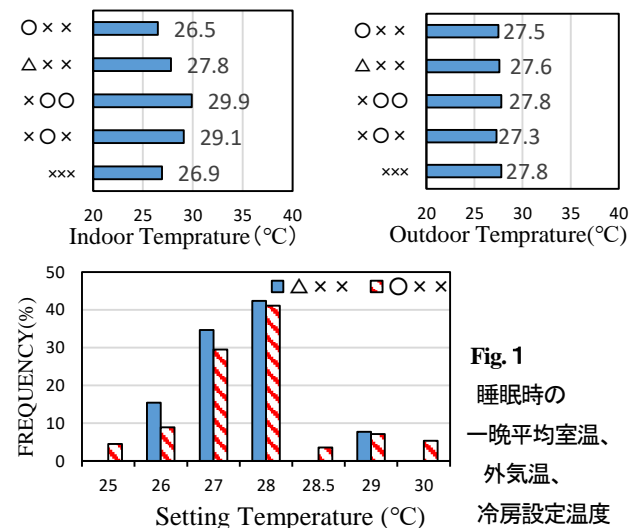 ○××
26.5
△××
27.8
×○○
29.9
×○×
29.1
×××
26.9
20 25 30 35 40
Indoor Temprature(℃)
○××
27.5
△××
27.6
×○○
27.8
×○×
27.3
×××
27.8
20 25 30 35 40
Outdoor Temprature(℃)
50
40
30
20
10
0
FREQUENCY(%)
△×× ○××
25 26 27 28 28.5 29 30
Setting Temperature (℃)
Fig. 1
睡眠時の
一晩平均室温、
外気温、
冷房設定温度